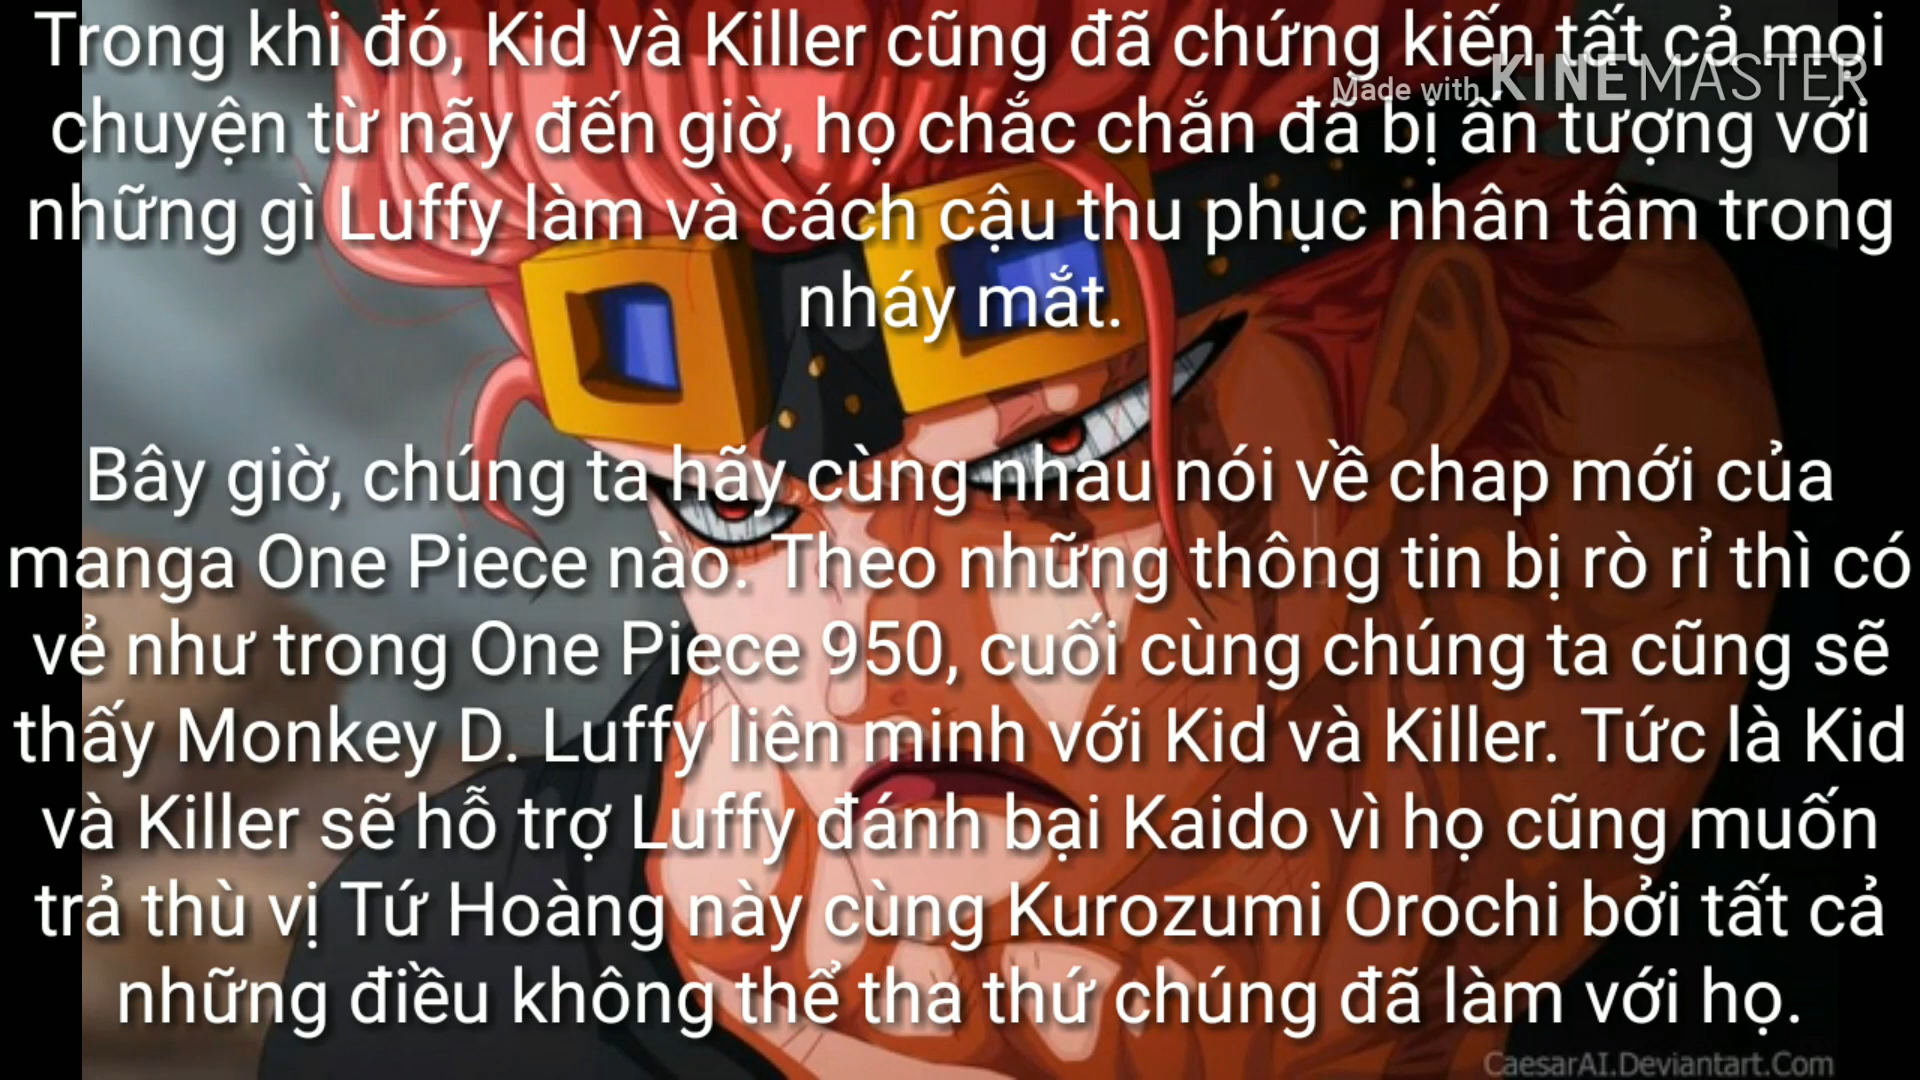 Trong khi đó, Kid và Killer cũng đã chứng kiến tất cả mọi
Made with KINEMASTER
chuyện từ nãy đến giờ, họ chắc chắn đã bị ấn tượng với
những gì Luffy làm và cách cậu thu phục nhân tâm trong
nháy mắt.
Bây giờ, chúng ta hãy cùng nhau nói về chap mới của
manga One Piece nào. Theo những thông tin bị rò rỉ thì có
vẻ như trong One Piece 950, cuối cùng chúng ta cũng sẽ
thấy Monkey D. Luffy liên minh với Kid và Killer. Tức là Kid
và Killer sẽ hỗ trợ Luffy đánh bại Kaido vì họ cũng muốn
trả thù vị Tứ Hoàng này cùng Kurozumi Orochi bởi tất cả
những điều không thể tha thứ chúng đã làm với họ.
CaesarAI.Deviantart.Com